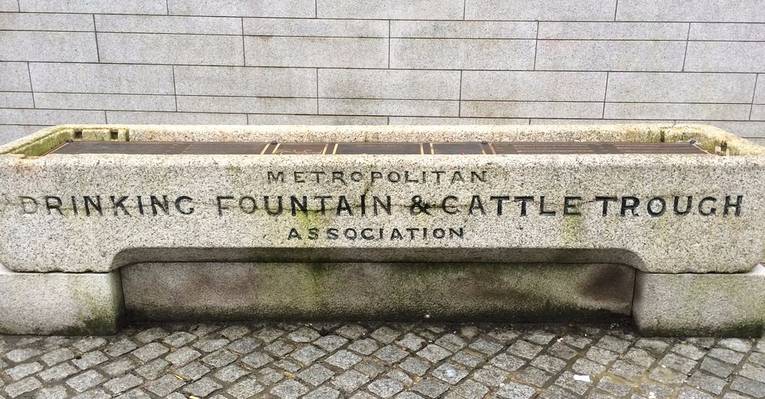 METROPOLITAN
DRINKING FOUNTAIN & CATTLE TROUGH
ASSOCIATION